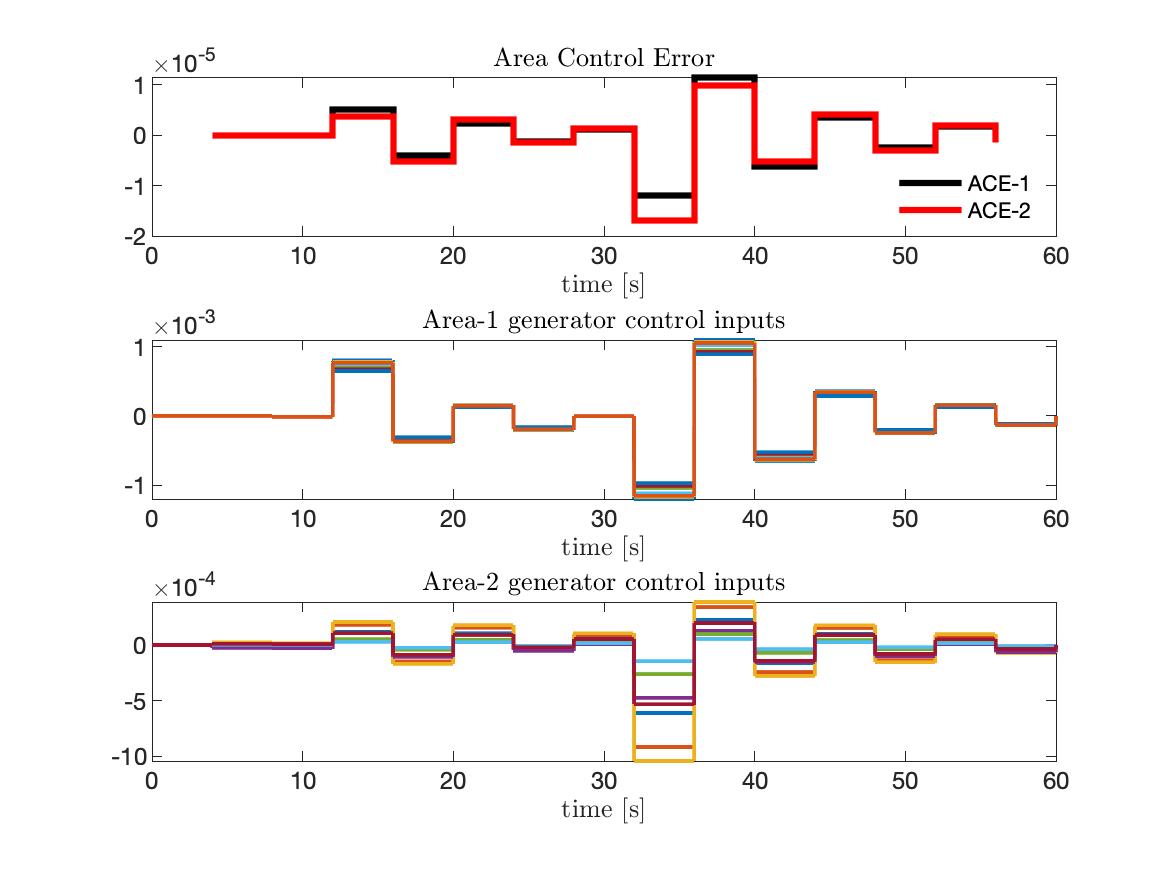 Area Control Error
×10-5
1
0
-1
-2
ACE-1
ACE-2
0 10 20 30 40 50 60
time [s]
Area-1 generator control inputs
×10-3
1
0
-1
0 10 20 30 40 50 60
time [s]
Area-2 generator control inputs
×10-4
0
-5
-10
0 10 20 30 40 50 60
time [s]